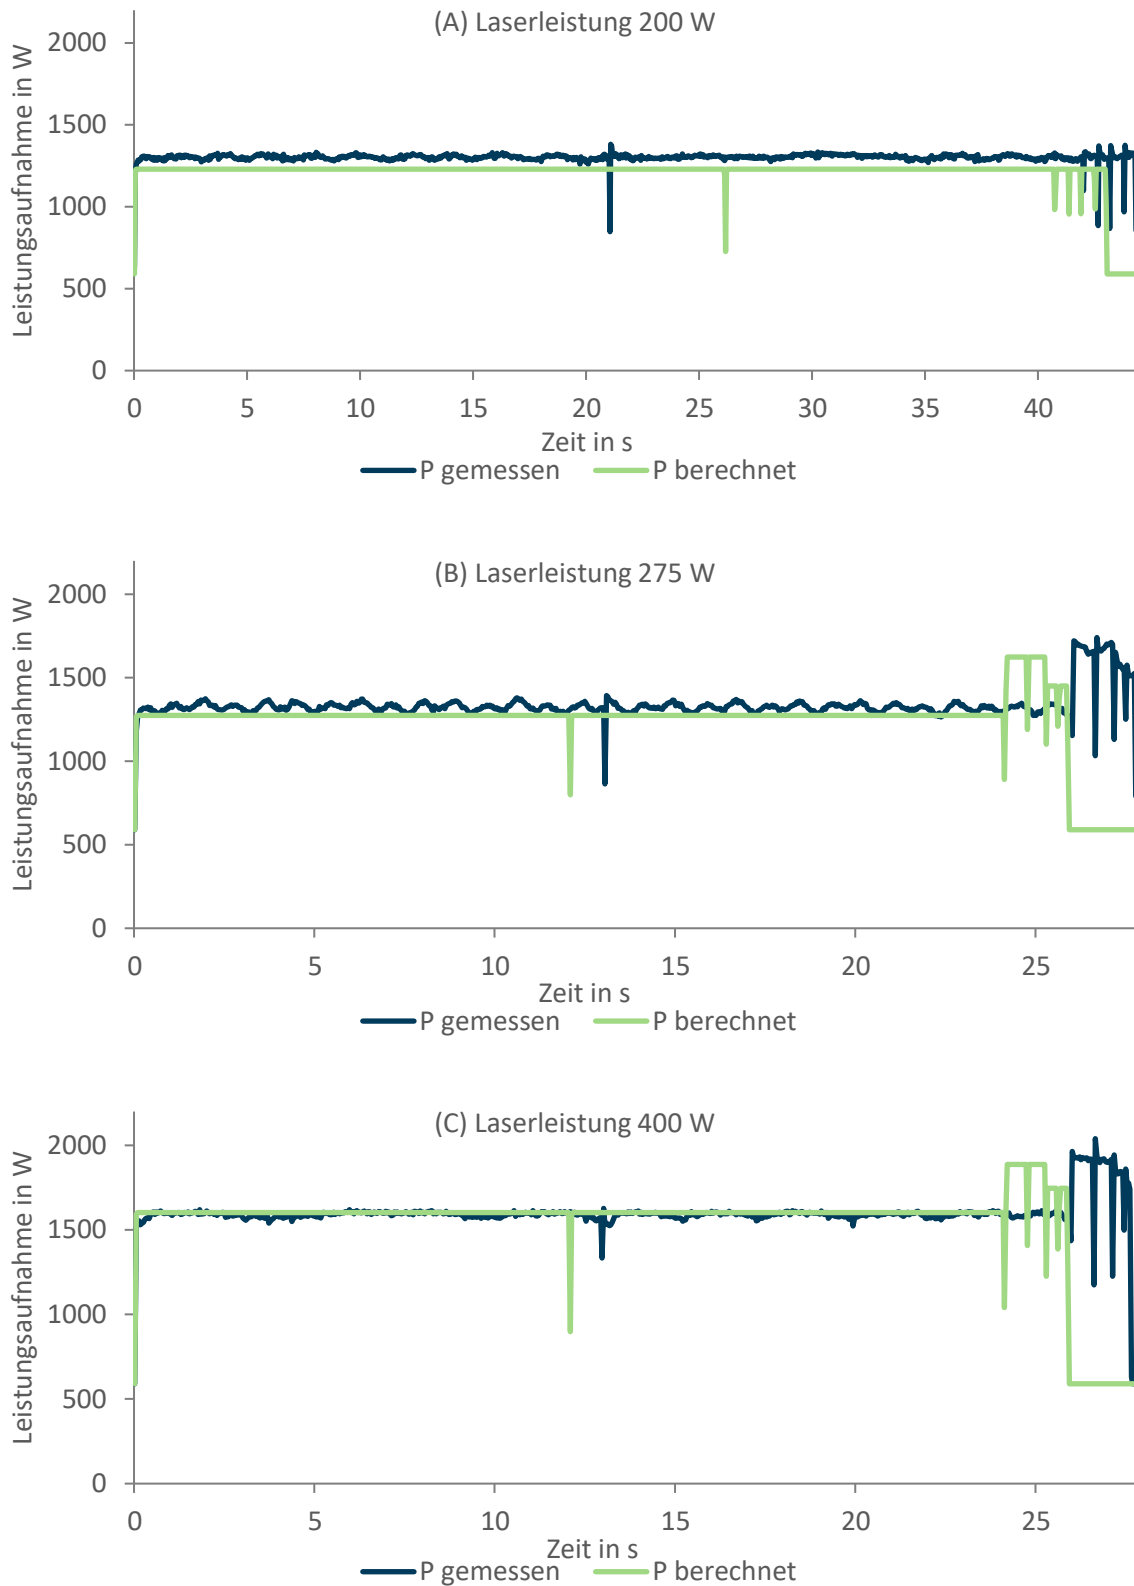 (A) Laserleistung 200 W
Leistungsaufnahme in W
2000
1500
1000
500
0
0 5 10 15 20 25 30 35 40
Zeit in s
P gemessen P berechnet
(B) Laserleistung 275 W
Leistungsaufnahme in W
2000
1500
1000
500
0
0 5 10 15 20 25
Zeit in s
P gemessen P berechnet
(C) Laserleistung 400 W
Leistungsaufnahme in W
2000
1500
1000
500
0
0 5 10 15 20 25
Zeit in s
P gemessen P berechnet